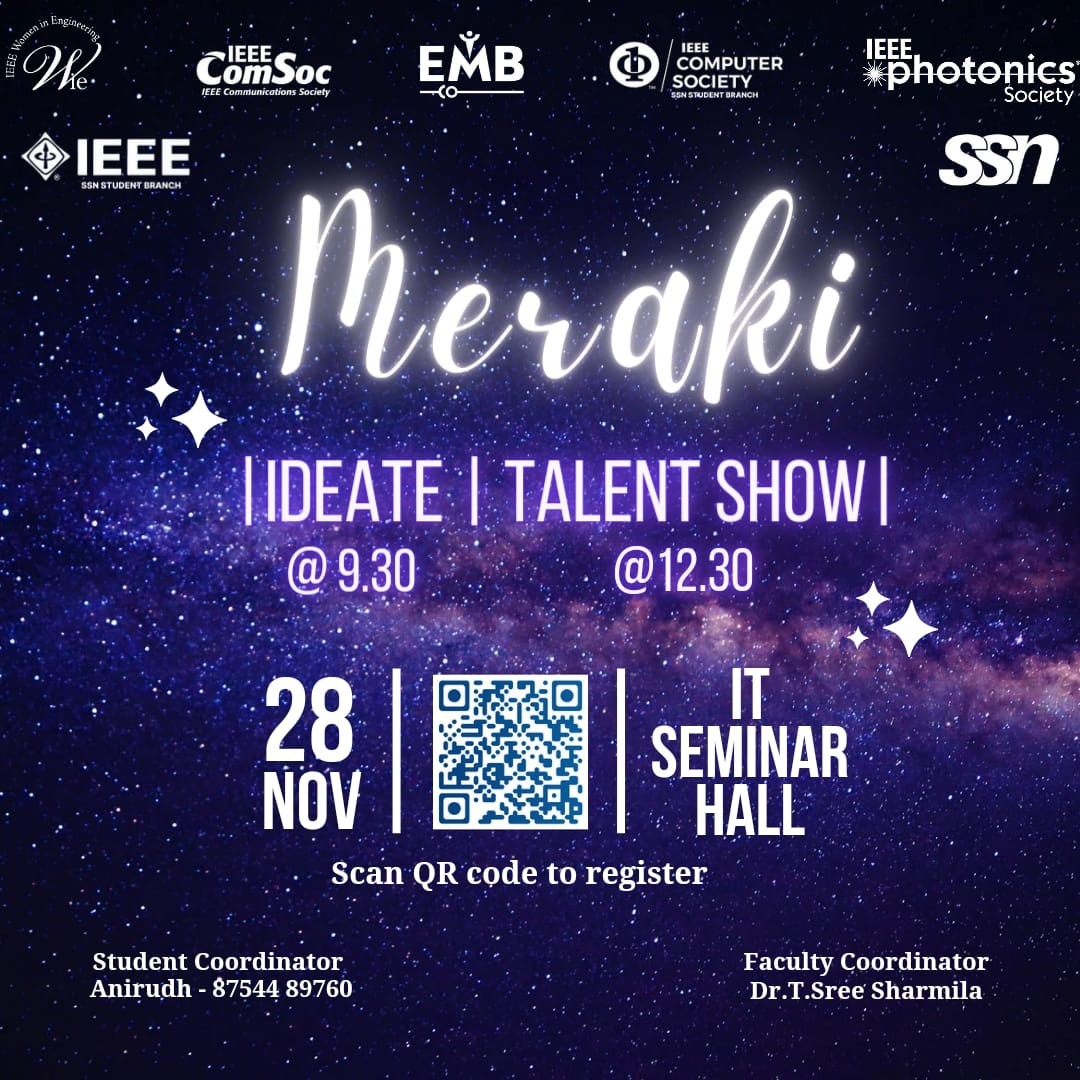 IEEE Women in Engineering
WIe
IEEE
ComSoc
IEEE Communications Society
EMB
IEEE
COMPUTER
SOCIETY
SSN STUDENT BRANCH
IEEE
photonics
Society
IEEE
SSN STUDENT BRANCH
ssn
Meraki
|IDEATE | TALENT SHOW|
@ 9.30 @12.30
28
NOV
IT
SEMINAR
HALL
Scan QR code to register
Student Coordinator
Anirudh - 87544 89760
Faculty Coordinator
Dr.T.Sree Sharmila